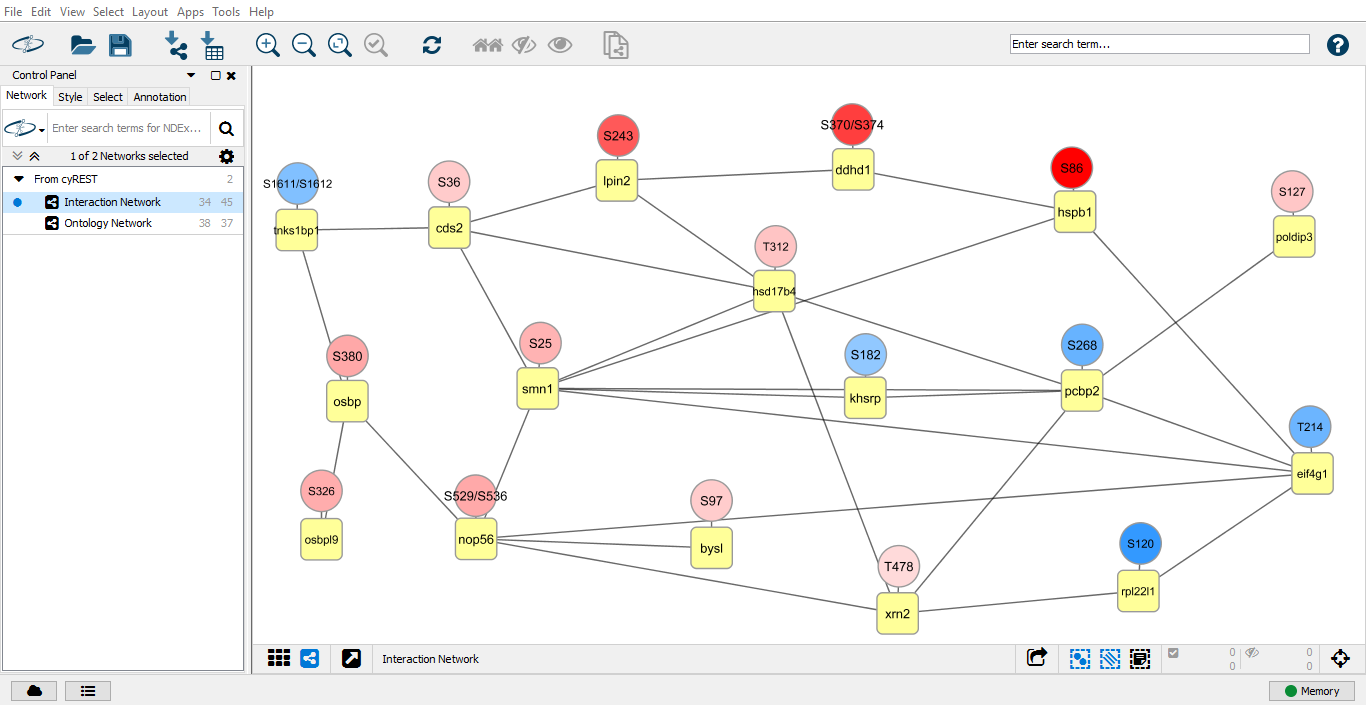 File Edit View Select Layout Apps Tools Help
Enter search term...
Control Panel
Network Style Select Annotation
Enter search terms for NDEx...
1 of 2 Networks selected
From cyREST 2
Interaction Network 34 45
Ontology Network 38 37
S370/S374
S243
ddhd1
lpin2
S86
S1611/S1612
S36
S127
hspb1
tnks1bp1
cds2
poldip3
T312
hsd17b4
S380
S25
S182
S268
osbp
smn1
khsrp
pcbp2
T214
eif4g1
S326
S529/S536
S97
osbpl9
nop56
bysl
S120
T478
rpl22l1
xrn2
Interaction Network
0 0
0 0
Memory